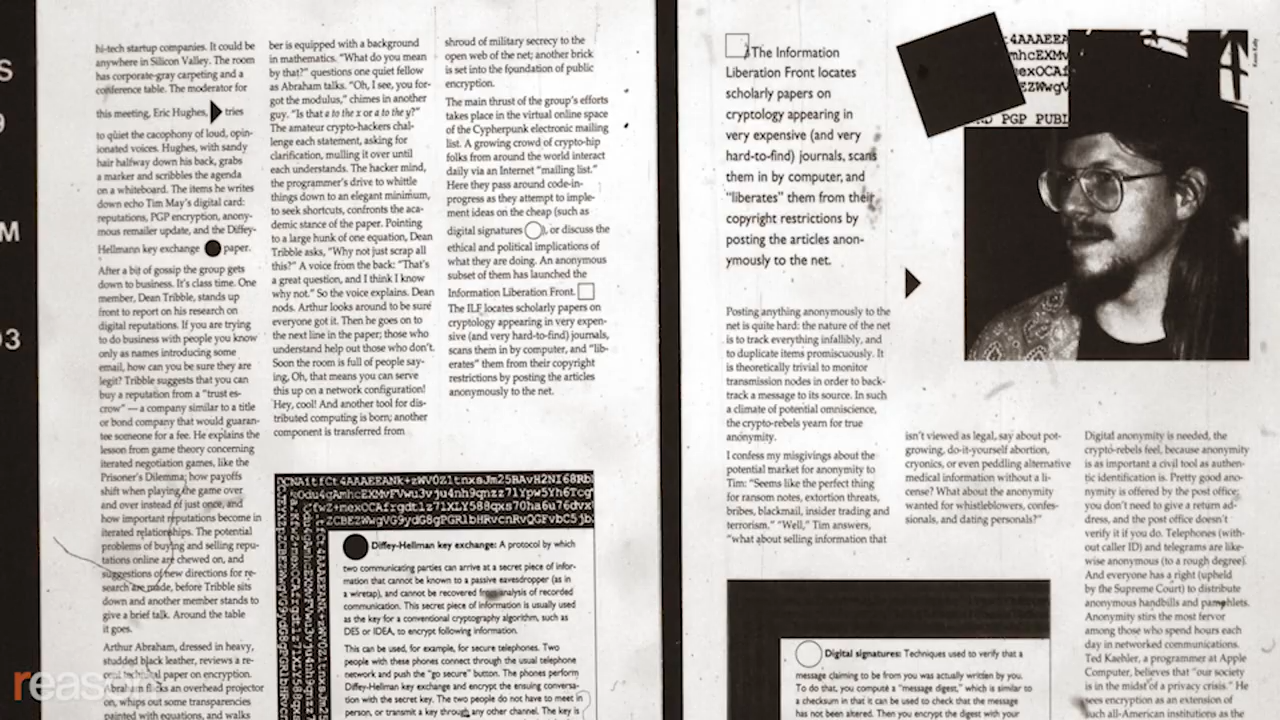 S
9
M
03
hi-tech startup companies. It could be
anywhere in Silicon Valley. The room
has corporate-gray carpeting and a
conference table. The moderator for
this meeting, Eric Hughes, tries
to quiet the cacophony of loud, opin-
ionated voices. Hughes, with sandy
hair halfway down his back, grabs
a marker and scribbles the agenda
on a whiteboard. The items he writes
down echo Tim May's digital card:
reputations, PGP encryption, anony-
mous remailer update, and the Diffey-
Hellmann key exchange paper.
After a bit of gossip the group gets
down to business. It's class time. One
member, Dean Tribble, stands up
front to report on his research on
digital reputations. If you are trying
to do business with people you know
only as names introducing some
email, how can you be sure they are
legit? Tribble suggests that you can
buy a reputation from a "trust es-
crow" — a company similar to a title
or bond company that would guaran-
tee someone for a fee. He explains the
lesson from game theory concerning
iterated negotiation games, like the
Prisoner's Dilemma; how payoffs
shift when playing the game over
and over instead of just once, and
how important reputations become in
iterated relationships. The potential
problems of buying and selling repu-
tations online are chewed on, and
suggestions of new directions for re-
search are made, before Tribble sits
down and another member stands to
give a brief talk. Around the table
it goes.
Arthur Abraham, dressed in heavy,
studded black leather, reviews a re-
technical paper on encryption.
Abraham flicks an overhead projector
on, whips out some transparencies
painted with equations, and walks
ber is equipped with a background
in mathematics. "What do you mean
by that?" questions one quiet fellow
as Abraham talks. "Oh, I see, you for-
got the modulus," chimes in another
guy. "Is that a to the x or a to the y?"
The amateur crypto-hackers chal-
lenge each statement, asking for
clarification, mulling it over until
each understands. The hacker mind,
the programmer's drive to whittle
things down to an elegant minimum,
to seek shortcuts, confronts the aca-
demic stance of the paper. Pointing
to a large hunk of one equation, Dean
Tribble asks, "Why not just scrap all
this?" A voice from the back: "That's
a great question, and I think I know
why not." So the voice explains. Dean
nods. Arthur looks around to be sure
everyone got it. Then he goes on to
the next line in the paper; those who
understand help out those who don't.
Soon the room is full of people say-
ing, Oh, that means you can serve
this up on a network configuration!
Hey, cool! And another tool for dis-
tributed computing is born; another
component is transferred from
shroud of military secrecy to the
open web of the net; another brick
is set into the foundation of public
encryption.
The main thrust of the group's efforts
takes place in the virtual online space
of the Cypherpunk electronic mailing
list. A growing crowd of crypto-hip
folks from around the world interact
daily via an Internet "mailing list."
Here they pass around code-in-
progress as they attempt to imple-
ment ideas on the cheap (such as
digital signatures), or discuss the
ethical and political implications of
what they are doing. An anonymous
subset of them has launched the
Information Liberation Front.
The ILF locates scholarly papers on
cryptology appearing in very expen-
sive (and very hard-to-find) journals,
scans them in by computer, and "lib-
erates" them from their copyright
restrictions by posting the articles
anonymously to the net.
Diffey-Hellman key exchange: A protocol by which
two communicating parties can arrive at a secret piece of infor-
mation that cannot be known to a passive eavesdropper (as in
a wiretap), and cannot be recovered from analysis of recorded
communication. This secret piece of information is usually used
as the key for a conventional cryptography algorithm, such as
DES or IDEA, to encrypt following information.
This can be used, for example, for secure telephones. Two
people with these phones connect through the usual telephone
network and push the "go secure" button. The phones perform
Diffey-Hellman key exchange and encrypt the ensuing conversa-
tion with the secret key. The two people do not have to meet in
person, or transmit a key through any other channel. The key is
reason
The Information
Liberation Front locates
scholarly papers on
cryptology appearing in
very expensive (and very
hard-to-find) journals, scans
them in by computer, and
"liberates" them from their
copyright restrictions by
posting the articles anon-
ymously to the net.
PGP PUBL
Posting anything anonymously to the
net is quite hard: the nature of the net
is to track everything infallibly, and
to duplicate items promiscuously. It
is theoretically trivial to monitor
transmission nodes in order to back-
track a message to its source. In such
a climate of potential omniscience,
the crypto-rebels yearn for true
anonymity.
I confess my misgivings about the
potential market for anonymity to
Tim: "Seems like the perfect thing
for ransom notes, extortion threats,
bribes, blackmail, insider trading and
terrorism." "Well," Tim answers,
"what about selling information that
isn't viewed as legal, say about pot-
growing, do-it-yourself abortion,
cryonics, or even peddling alternative
medical information without a li-
cense? What about the anonymity
wanted for whistleblowers, confes-
sionals, and dating personals?"
Digital anonymity is needed, the
crypto-rebels feel, because anonymity
is as important a civil tool as authen-
tic identification is. Pretty good ano-
nymity is offered by the post office;
you don't need to give a return ad-
dress, and the post office doesn't
verify it if you do. Telephones (with-
out caller ID) and telegrams are like-
wise anonymous (to a rough degree).
And everyone has a right (upheld
by the Supreme Court) to distribute
anonymous handbills and pamphlets.
Anonymity stirs the most fervor
among those who spend hours each
day in networked communications.
Ted Kaehler, a programmer at Apple
Computer, believes that "our society
is in the midst of a privacy crisis." He
sees encryption as an extension of
such all-American institutions as the
Digital signatures: Techniques used to verify that a
message claiming to be from you was actually written by you.
To do that, you compute a "message digest," which is similar to
a checksum in that it can be used to check that the message
has not been altered. Then you encrypt the digest with your